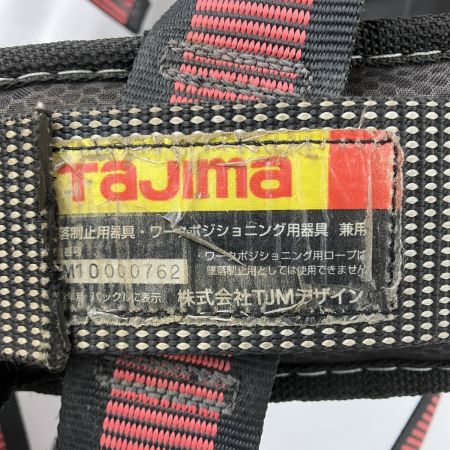 TAJIMA
落制止用器具・ワークポジショニング用器具 兼用
・ワークポジショニング用ロープは
墜落制止用としては使用できません
M10000762
バックルに表示 株式会社TJMデザイン